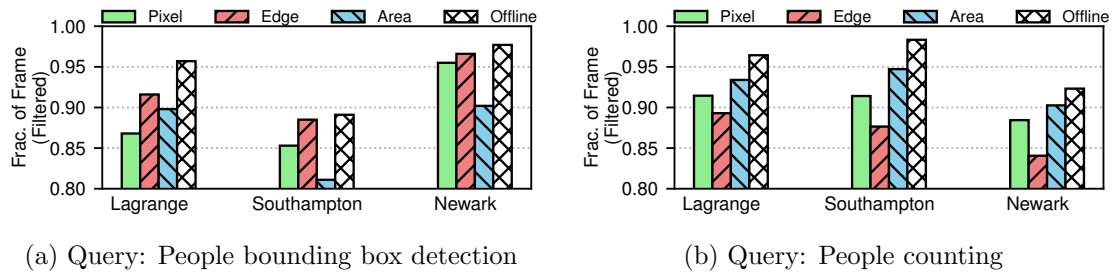 Pixel Edge Area Offline
1.00
0.95
0.90
0.85
0.80
Frac. of Frame
(Filtered)
Lagrange Southampton Newark
(a) Query: People bounding box detection
Pixel Edge Area Offline
1.00
0.95
0.90
0.85
0.80
Frac. of Frame
(Filtered)
Lagrange Southampton Newark
(b) Query: People counting